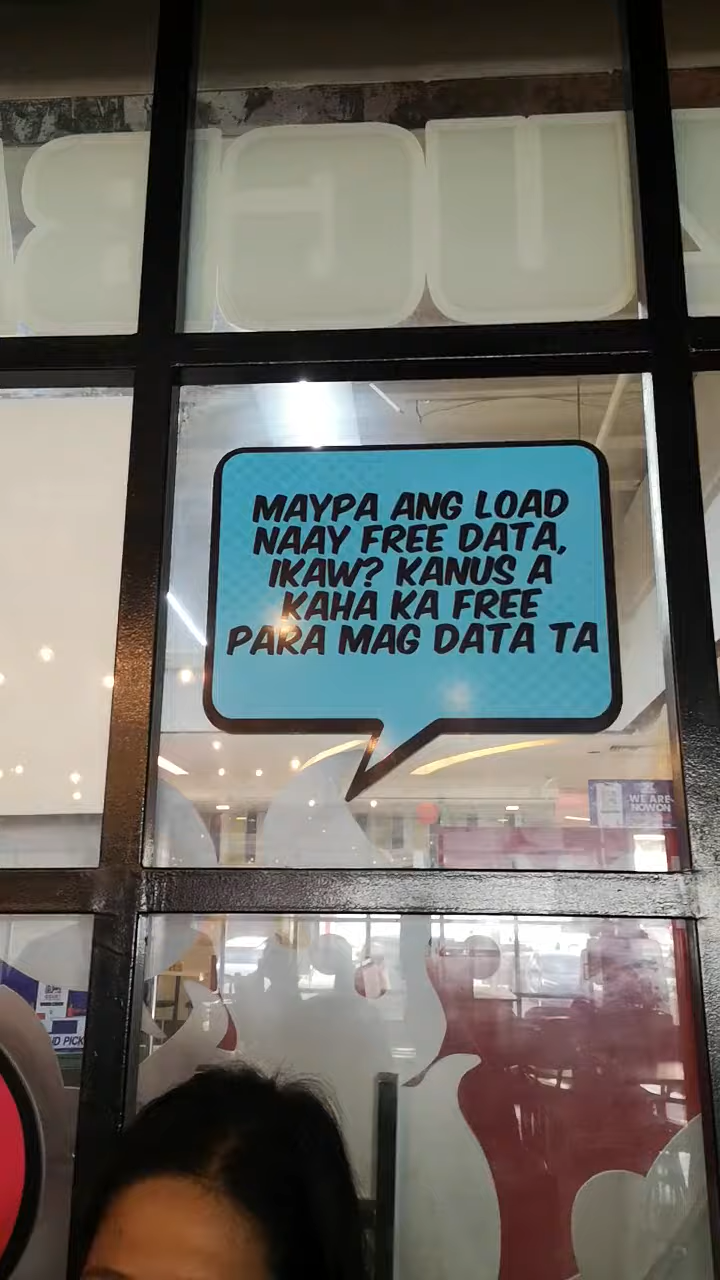 MAYPA ANG LOAD
NAAY FREE DATA,
IKAW? KANUS A
KAHA KA FREE
PARA MAG DATA TA
WE ARE
NOW ON